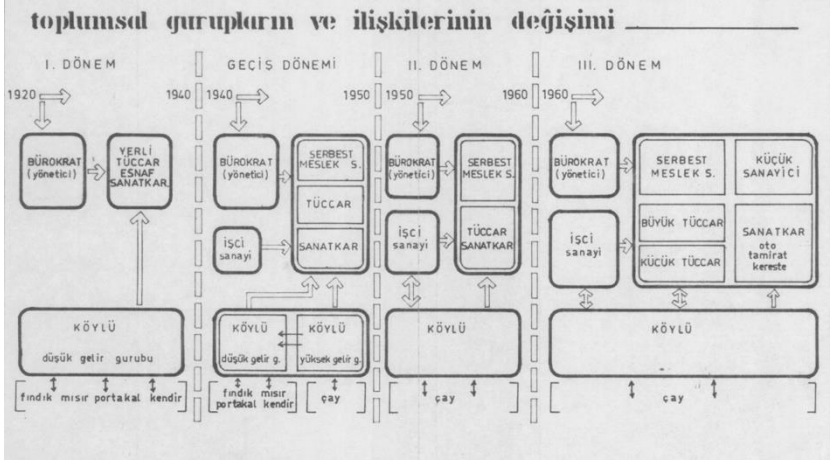 toplumsal gurupların ve ilişkilerinin değişimi
I. DÖNEM
1920
1940
BÜROKRAT
(yönetici)
YERLİ
TÜCCAR
ESNAF
SANATKAR
KÖYLÜ
düşük gelir gurubu
fındık mısır portakal kendir
GEÇİŞ DÖNEMİ
1940
1950
BÜROKRAT
(yönetici)
İŞCİ
sanayi
SERBEST
MESLEK S.
TÜCCAR
SANATKAR
KÖYLÜ
düşük gelir g.
KÖYLÜ
yüksek gelir g.
fındık mısır
portakal kendir
çay
II. DÖNEM
1950
1960
BÜROKRAT
(yönetici)
İŞCİ
sanayi
SERBEST
MESLEK S.
TÜCCAR
SANATKAR
KÖYLÜ
çay
III. DÖNEM
1960
BÜROKRAT
(yönetici)
İŞCİ
sanayi
SERBEST
MESLEK S.
BÜYÜK TÜCCAR
KÜCÜK TÜCCAR
KÜÇÜK
SANAYİCİ
SANATKAR
oto
tamirat
kereste
KÖYLÜ
çay